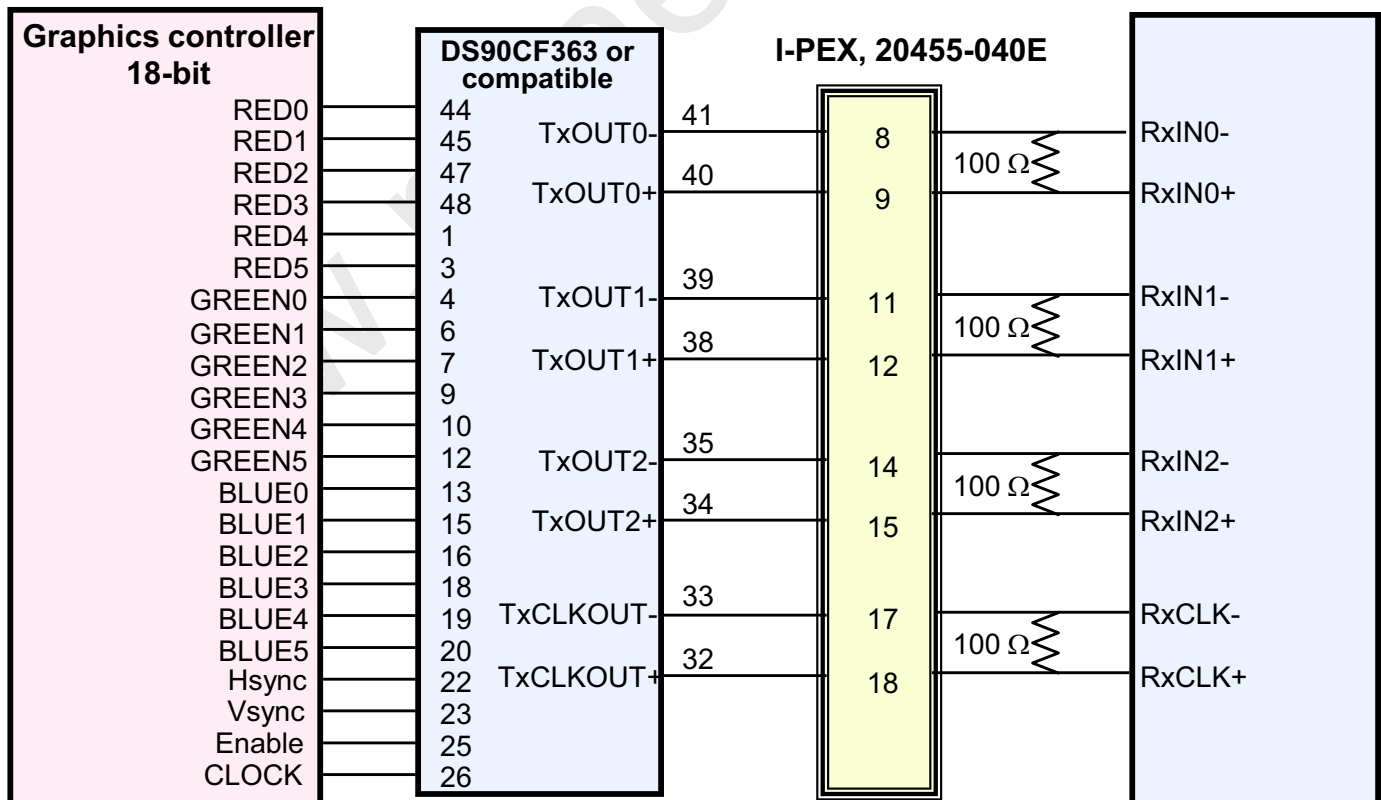 Graphics controller
18-bit
RED0
RED1
RED2
RED3
RED4
RED5
GREEN0
GREEN1
GREEN2
GREEN3
GREEN4
GREEN5
BLUE0
BLUE1
BLUE2
BLUE3
BLUE4
BLUE5
Hsync
Vsync
Enable
CLOCK
DS90CF363 or
compatible
44
45
47
48
1
3
4
6
7
9
10
12
13
15
16
18
19
20
22
23
25
26
TxOUT0-
TxOUT0+
TxOUT1-
TxOUT1+
TxOUT2-
TxOUT2+
TxCLKOUT-
TxCLKOUT+
41
40
39
38
35
34
33
32
I-PEX, 20455-040E
8
9
11
12
14
15
17
18
100 Ω
100 Ω
100 Ω
100 Ω
RxIN0-
RxIN0+
RxIN1-
RxIN1+
RxIN2-
RxIN2+
RxCLK-
RxCLK+